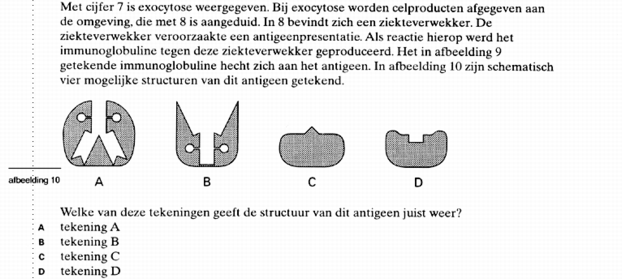 Met cijfer 7 is exocytose weergegeven. Bij exocytose worden celproducten afgegeven aan
de omgeving, die met 8 is aangeduid. In 8 bevindt zich een ziekteverwekker. De
ziekteverwekker veroorzaakte een antigeenpresentatie. Als reactie hierop werd het
immunoglobuline tegen deze ziekteverwekker geproduceerd. Het in afbeelding 9
getekende immunoglobuline hecht zich aan het antigeen. In afbeelding 10 zijn schematisch
vier mogelijke structuren van dit antigeen getekend.
afbeelding 10 A B C D
Welke van deze tekeningen geeft de structuur van dit antigeen juist weer?
A tekening A
B tekening B
C tekening C
D tekening D